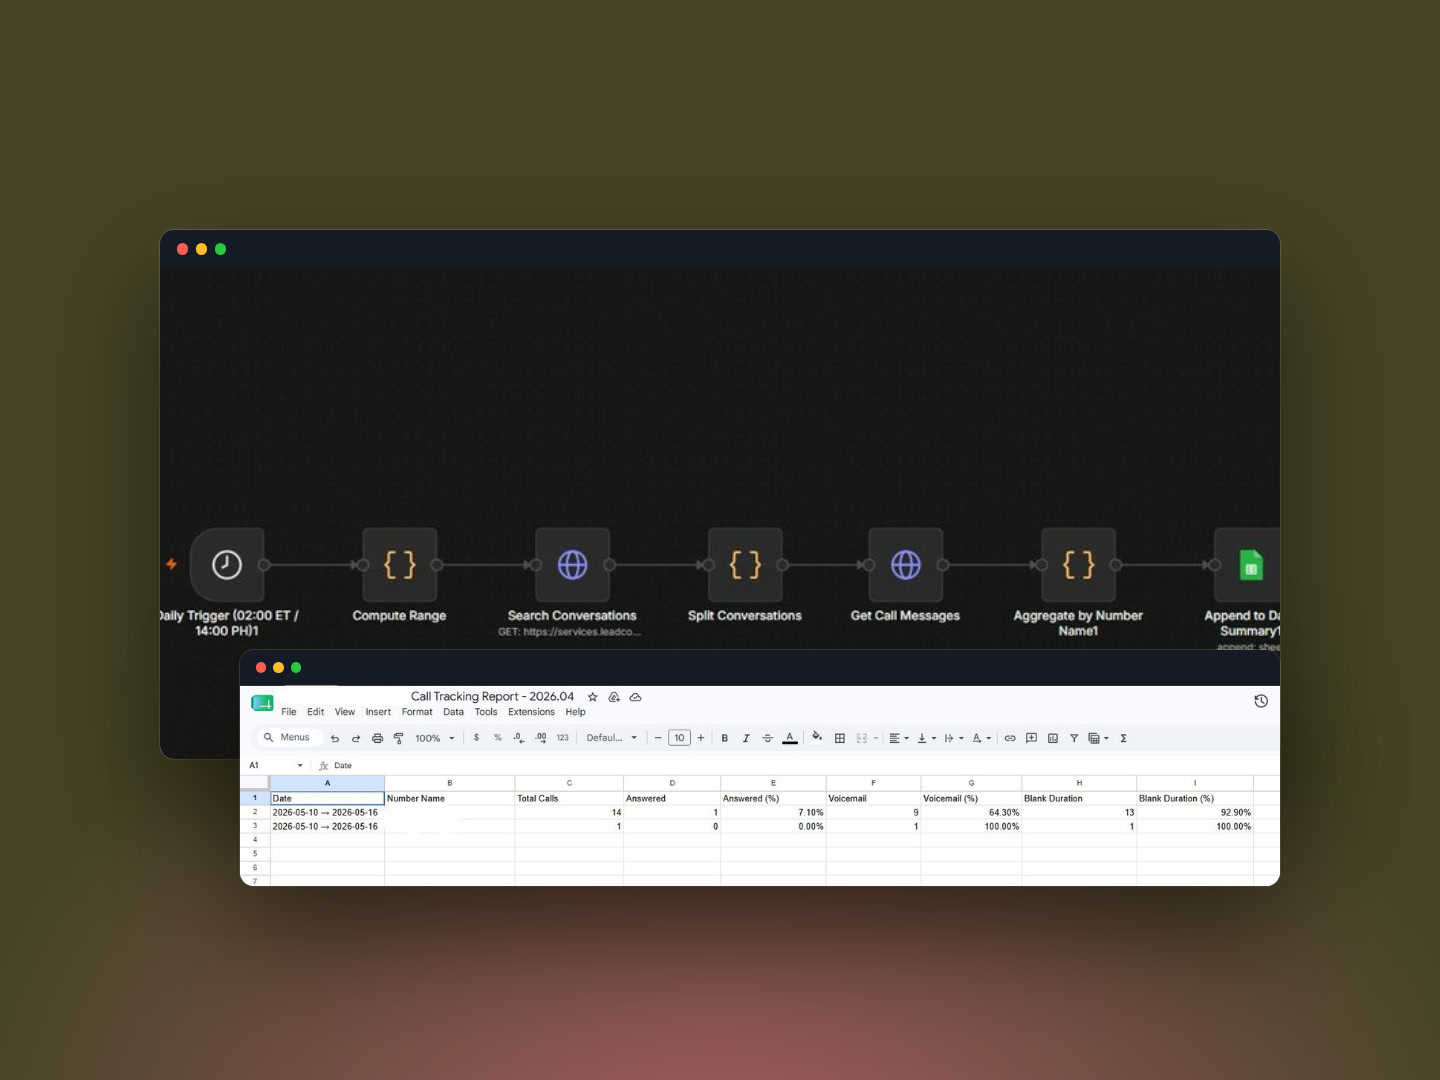 Daily Trigger (02:00 ET /
14:00 PH)1
Compute Range
Search Conversations
GET: https://services.leadco...
Split Conversations
Get Call Messages
Aggregate by Number
Name1
Append to Da
Summary1
append: shee
Call Tracking Report - 2026.04
File Edit View Insert Format Data Tools Extensions Help
Menus 100% $ % .0 .00 123 Defaul... − 10 + B I A Σ
A1 fx Date
A B C D E F G H I
1 Date Number Name Total Calls Answered Answered (%) Voicemail Voicemail (%) Blank Duration Blank Duration (%)
2 2026-05-10 → 2026-05-16 14 1 7.10% 9 64.30% 13 92.90%
3 2026-05-10 → 2026-05-16 1 0 0.00% 1 100.00% 1 100.00%
4
5
6
7